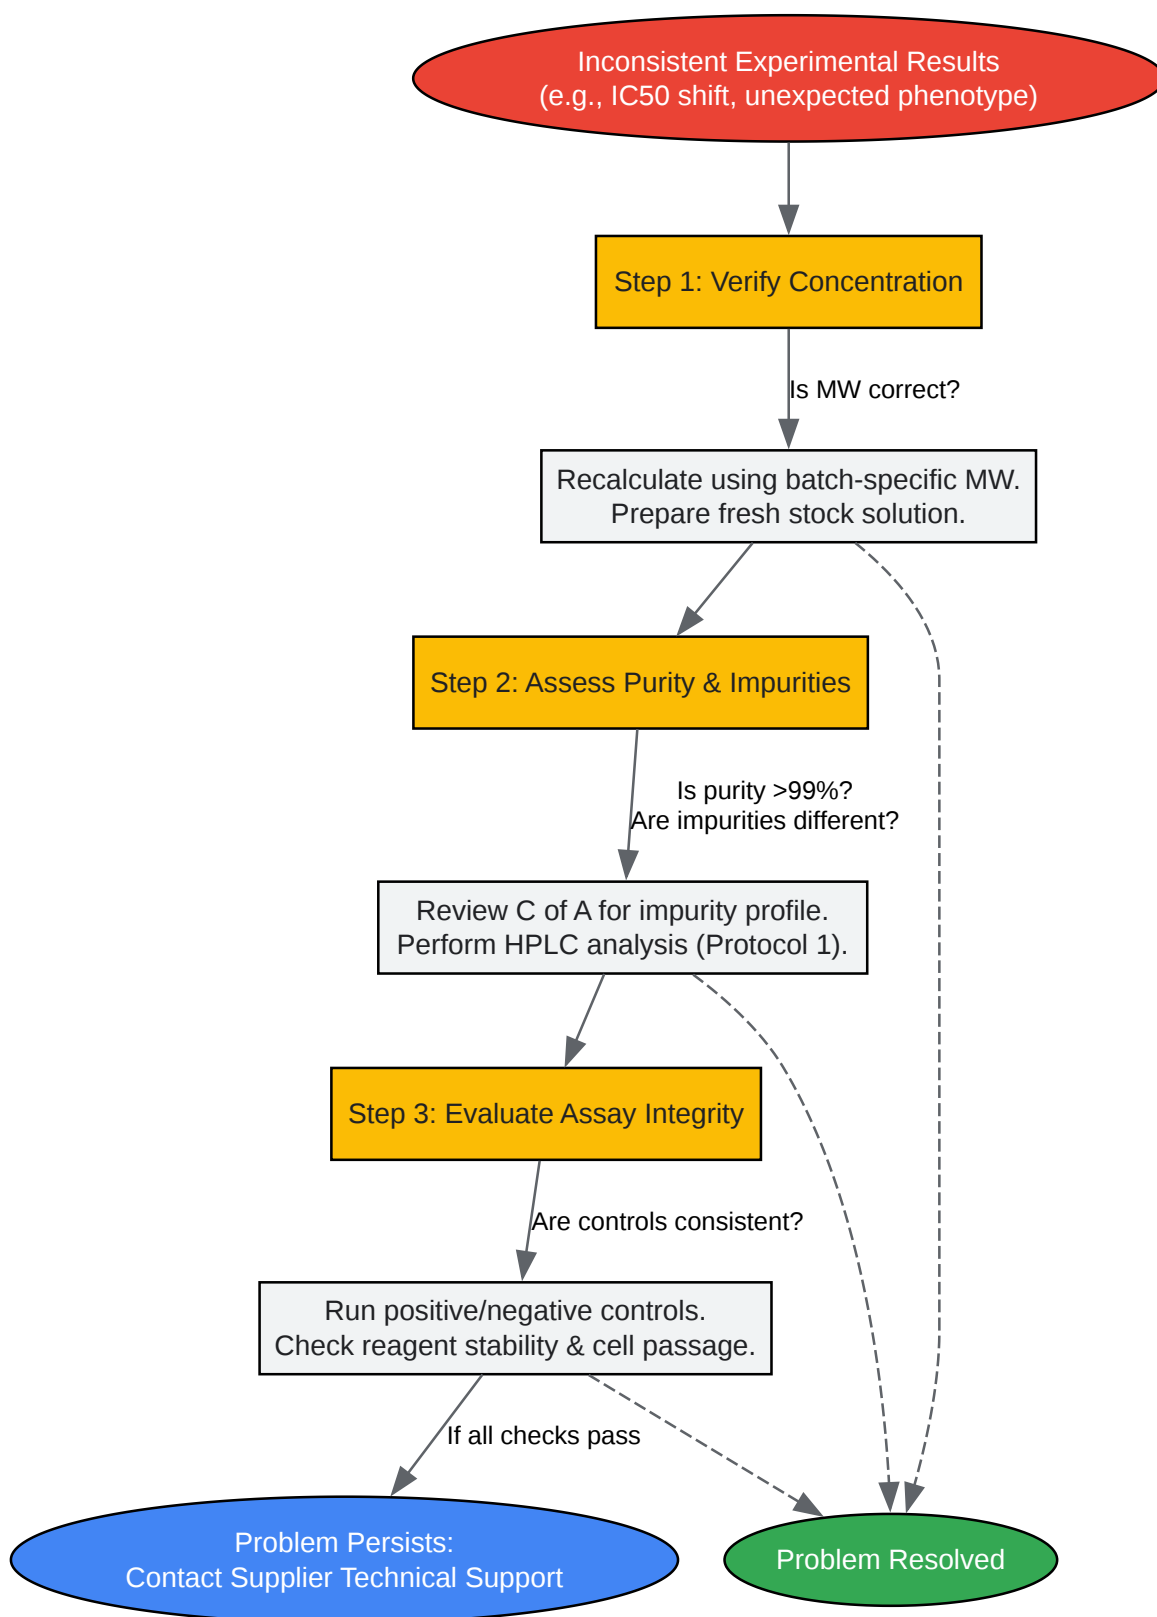 Inconsistent Experimental Results
(e.g., IC50 shift, unexpected phenotype)
Step 1: Verify Concentration
Is MW correct?
Recalculate using batch-specific MW.
Prepare fresh stock solution.
Step 2: Assess Purity & Impurities
Is purity >99%?
Are impurities different?
Review C of A for impurity profile.
Perform HPLC analysis (Protocol 1).
Step 3: Evaluate Assay Integrity
Are controls consistent?
Run positive/negative controls.
Check reagent stability & cell passage.
If all checks pass
Problem Persists:
Contact Supplier Technical Support
Problem Resolved